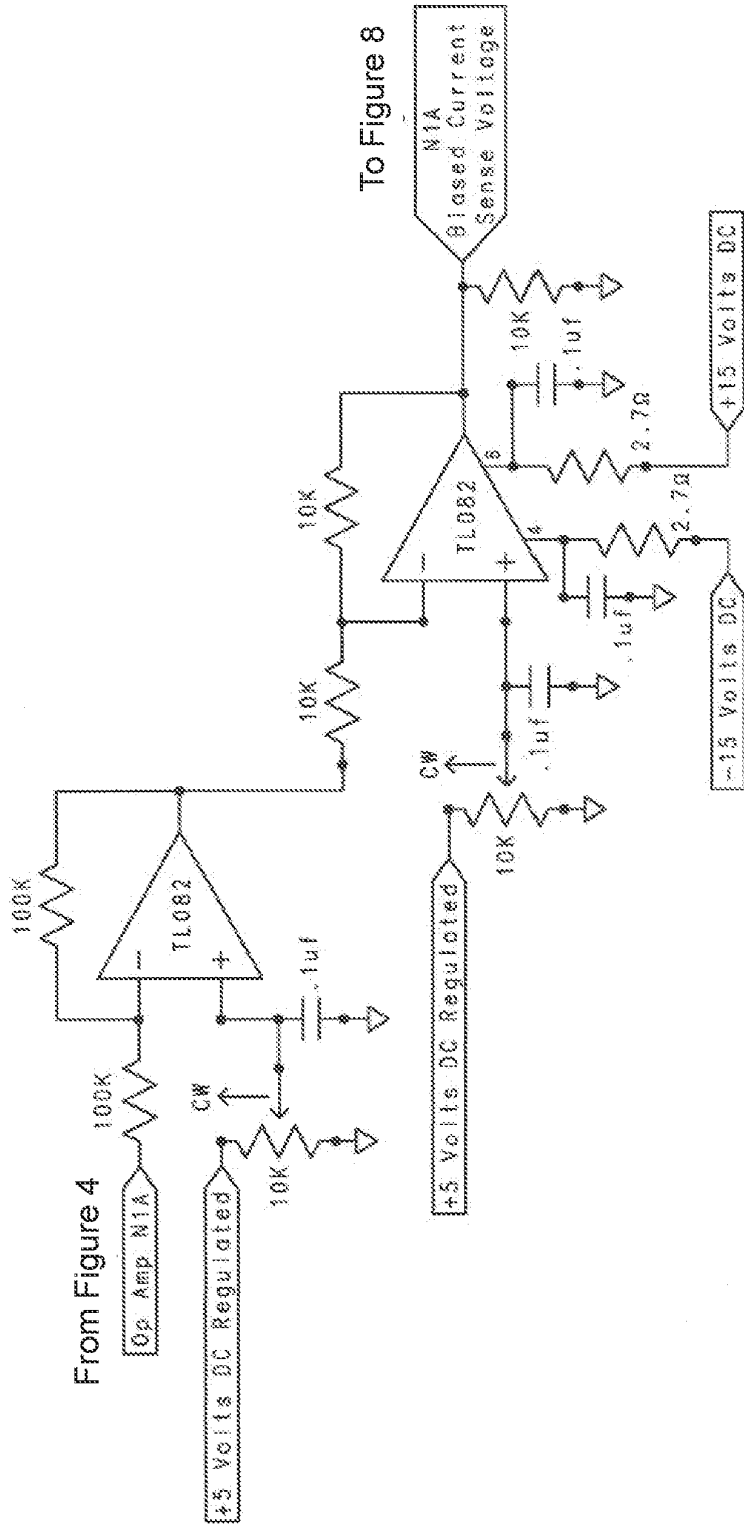 From Figure 4
Op Amp N1A
100K
100K
TL082
-
+
.1uf
CW
10K
+5 Volts DC Regulated
10K
10K
TL082
-
+
4
.1uf
CW
10K
+5 Volts DC Regulated
.1uf
2.7Ω
-15 Volts DC
.1uf
2.7Ω
+15 Volts DC
10K
To Figure 8
N1A
Biased Current
Sense Voltage